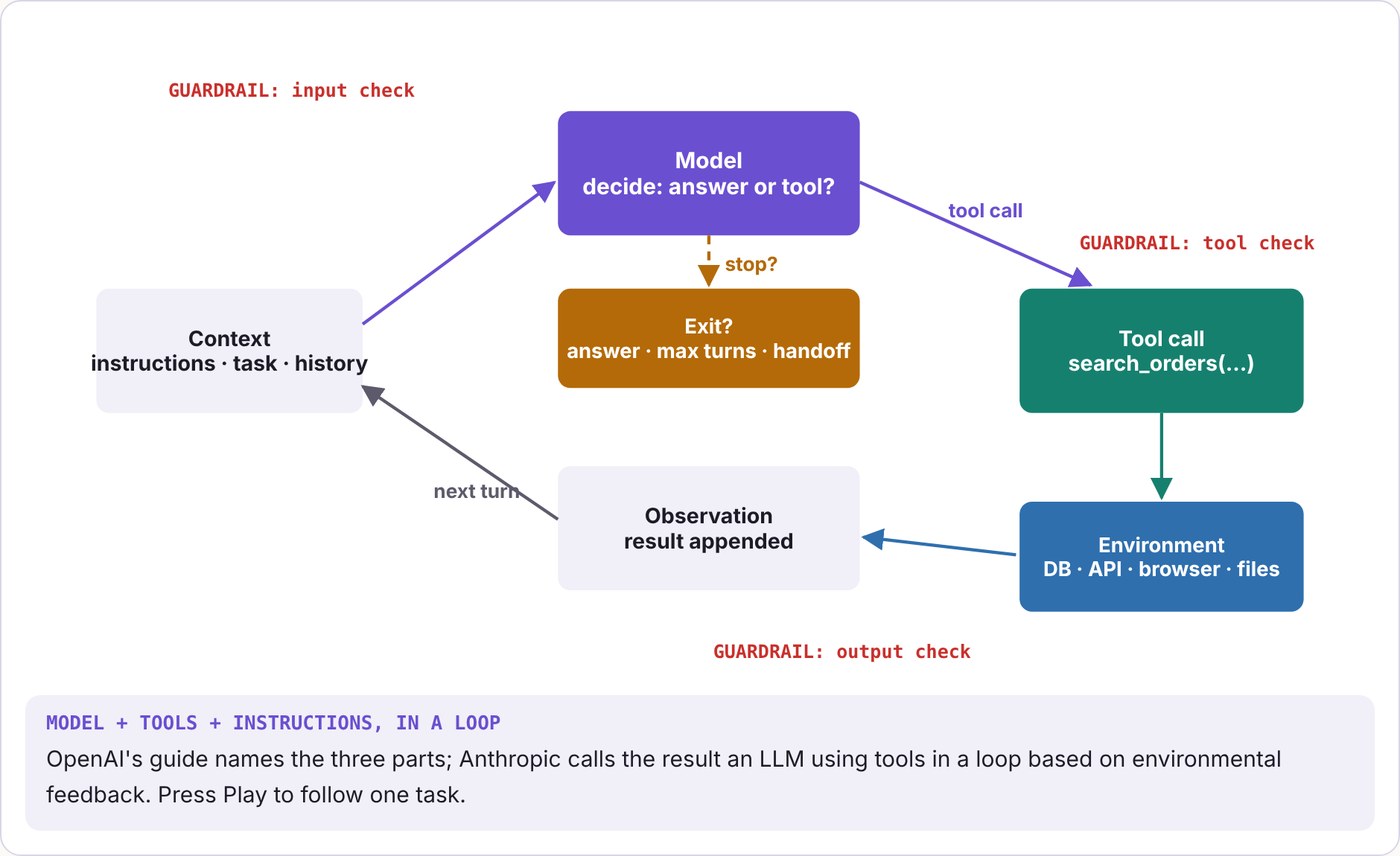 GUARDRAIL: input check
Model
decide: answer or tool?
tool call
GUARDRAIL: tool check
stop?
Context
instructions · task · history
Exit?
answer · max turns · handoff
Tool call
search_orders(…)
next turn
Observation
result appended
Environment
DB · API · browser · files
GUARDRAIL: output check
MODEL + TOOLS + INSTRUCTIONS, IN A LOOP
OpenAI's guide names the three parts; Anthropic calls the result an LLM using tools in a loop based on environmental
feedback. Press Play to follow one task.